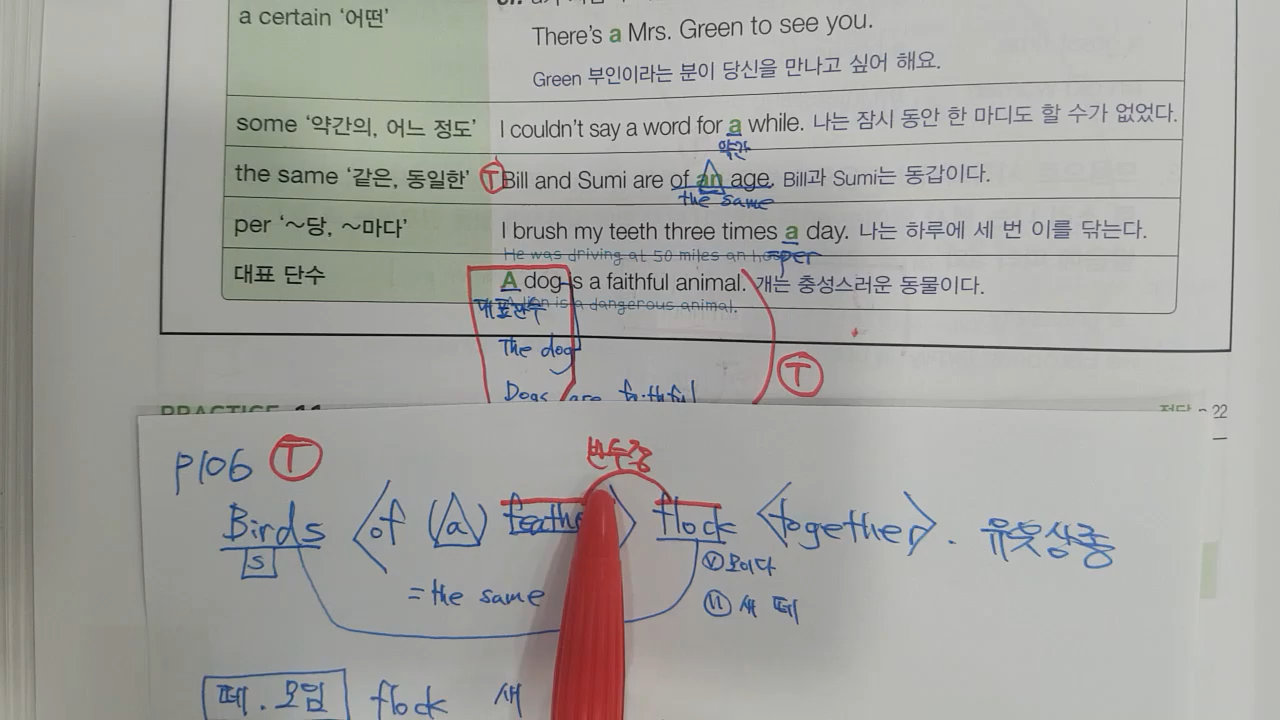 a certain '어떤'
There's a Mrs. Green to see you.
Green 부인이라는 분이 당신을 만나고 싶어 해요.
some '약간의, 어느 정도' I couldn't say a word for a while. 나는 잠시 동안 한 마디도 할 수가 없었다.
약간
the same '같은, 동일한' T Bill and Sumi are of an age. Bill과 Sumi는 동갑이다.
the same
per '~당, ~마다' I brush my teeth three times a day. 나는 하루에 세 번 이를 닦는다.
He was driving at 50 miles an per
대표 단수 A dog is a faithful animal. 개는 충성스러운 동물이다.
대표단수 is a dangerous animal.
The dog
T
Dogs are faithful
PRACTICE 11
22
p106 T
반수중
Birds <of (a) > flock <together>. 유유상종
S
= the same
V 모이다
n 새 떼
떼. 모임 flock 새